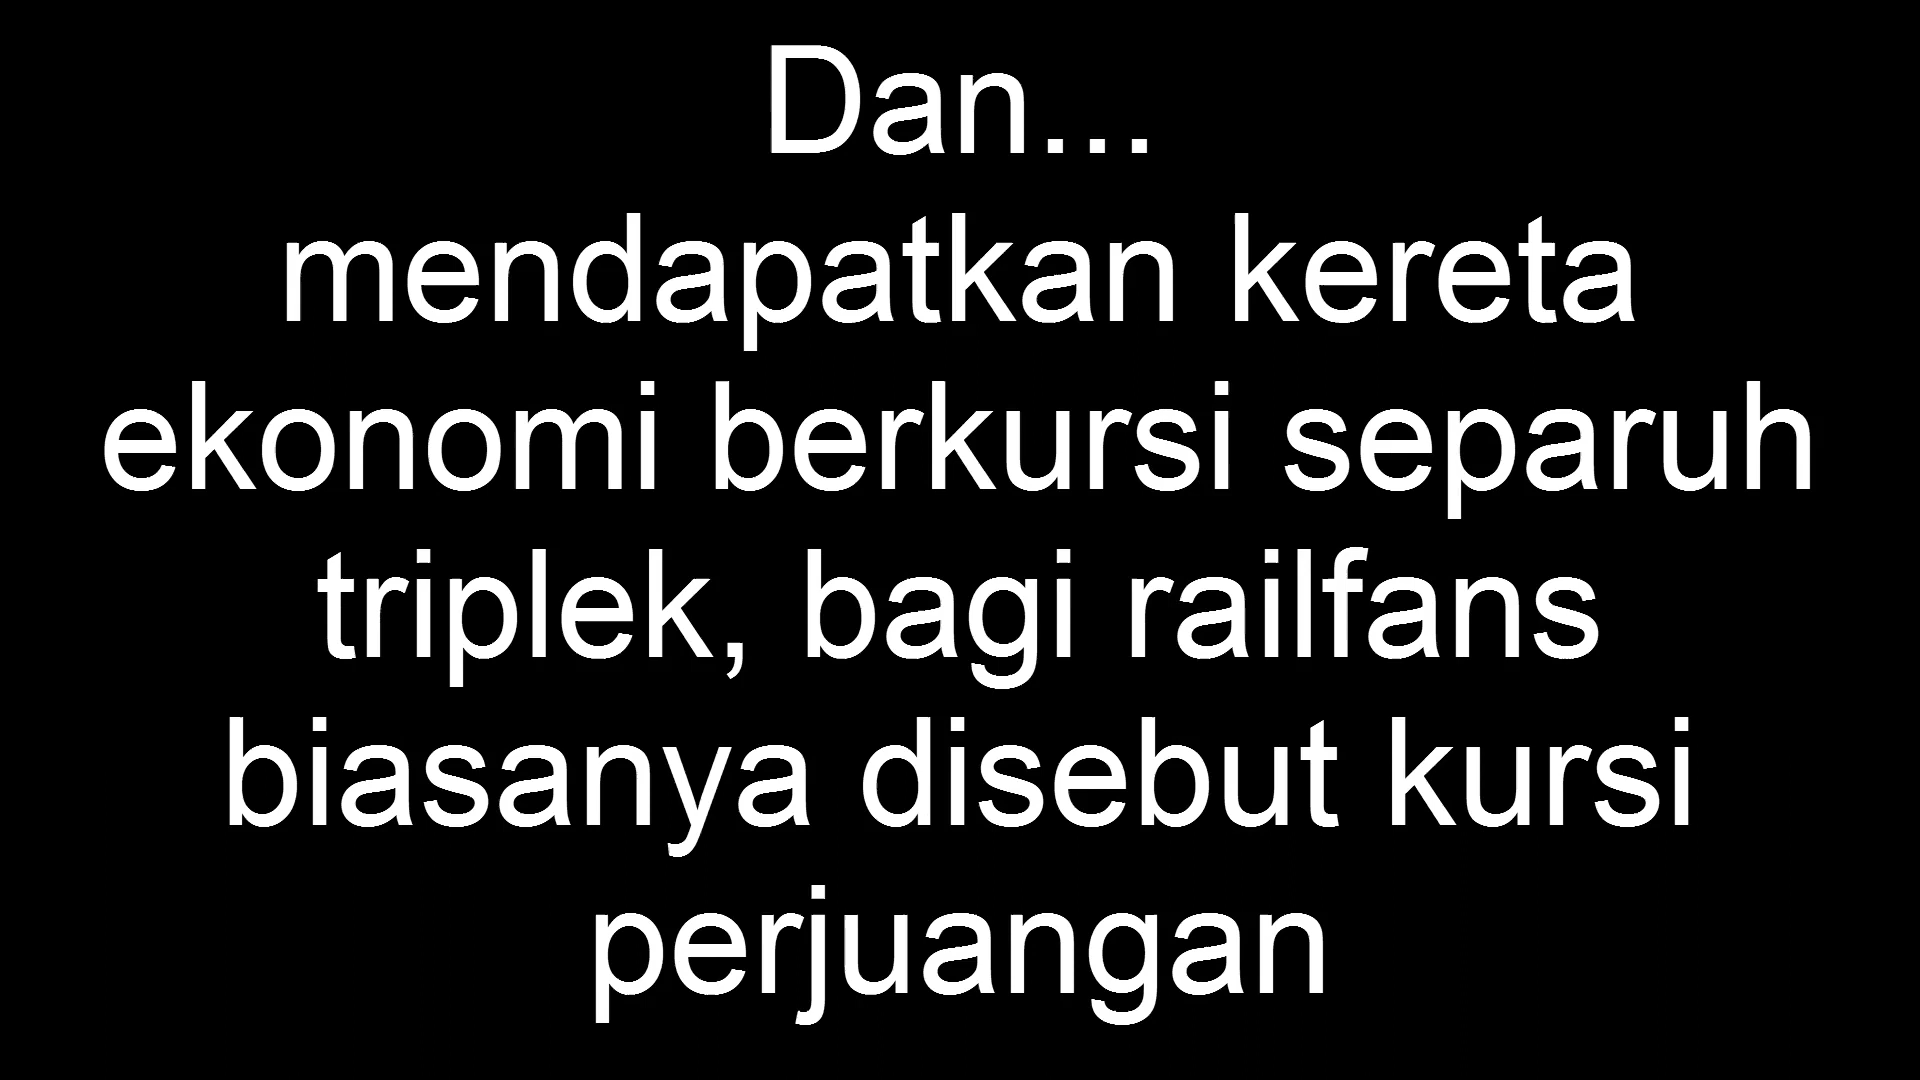 Dan...
mendapatkan kereta
ekonomi berkursi separuh
triplek, bagi railfans
biasanya disebut kursi
perjuangan